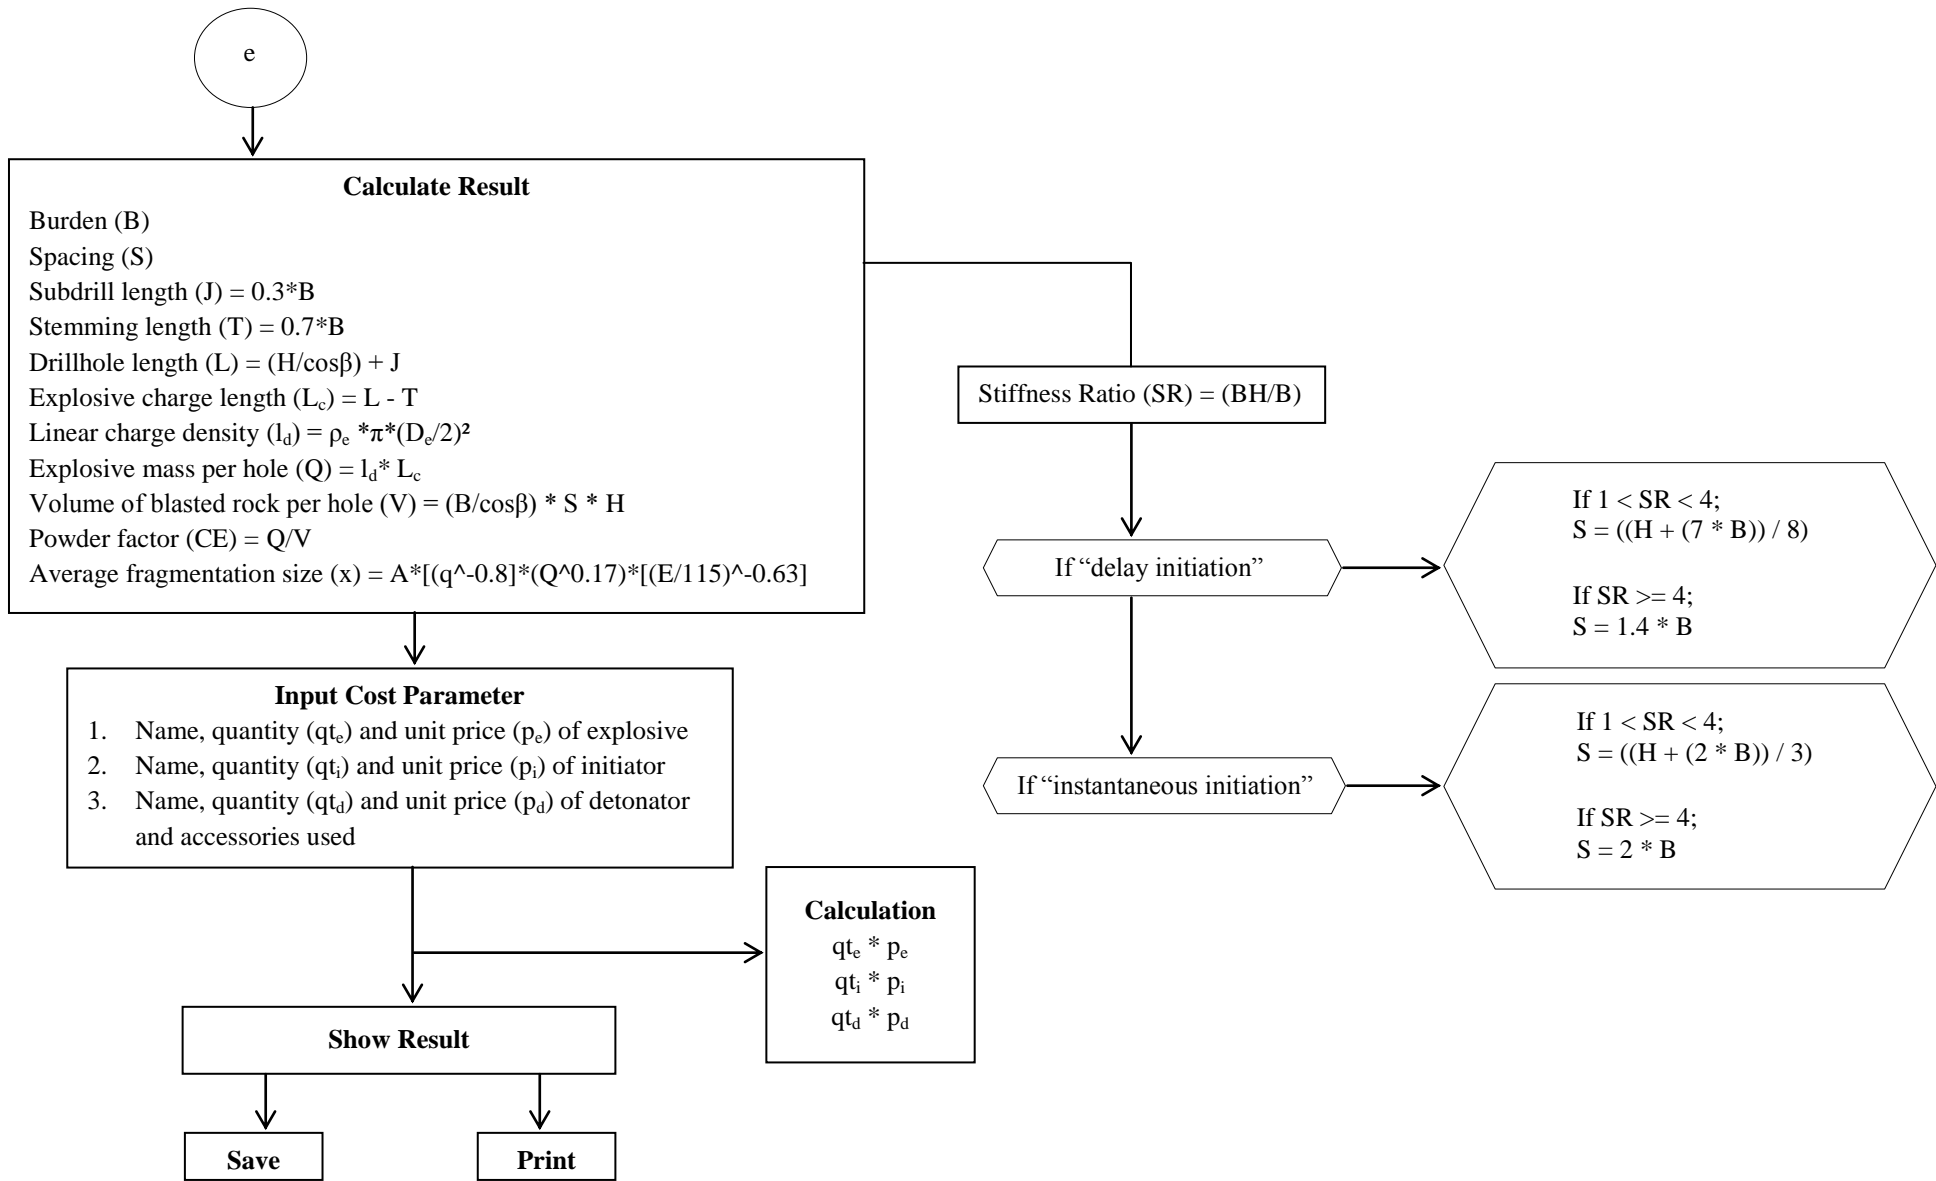 e
Calculate Result
Burden (B)
Spacing (S)
Subdrill length (J) = 0.3*B
Stemming length (T) = 0.7*B
Drillhole length (L) = (H/cosβ) + J
Explosive charge length (Lc) = L - T
Linear charge density (ld) = ρe *π*(De/2)²
Explosive mass per hole (Q) = ld* Lc
Volume of blasted rock per hole (V) = (B/cosβ) * S * H
Powder factor (CE) = Q/V
Average fragmentation size (x) = A*[(q^-0.8]*(Q^0.17)*[(E/115)^-0.63]
Stiffness Ratio (SR) = (BH/B)
If “delay initiation”
If 1 < SR < 4;
S = ((H + (7 * B)) / 8)
If SR >= 4;
S = 1.4 * B
If “instantaneous initiation”
If 1 < SR < 4;
S = ((H + (2 * B)) / 3)
If SR >= 4;
S = 2 * B
Input Cost Parameter
1. Name, quantity (qte) and unit price (pe) of explosive
2. Name, quantity (qti) and unit price (pi) of initiator
3. Name, quantity (qtd) and unit price (pd) of detonator
and accessories used
Calculation
qte * pe
qti * pi
qtd * pd
Show Result
Save
Print